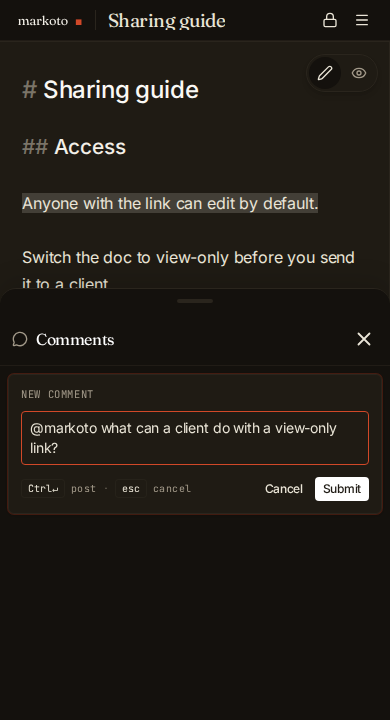 markoto
Sharing guide
# Sharing guide
## Access
Anyone with the link can edit by default.
Switch the doc to view-only before you send
it to a client
Comments
NEW COMMENT
@markoto what can a client do with a view-only
link?
Ctrl↵ post · esc cancel
Cancel
Submit